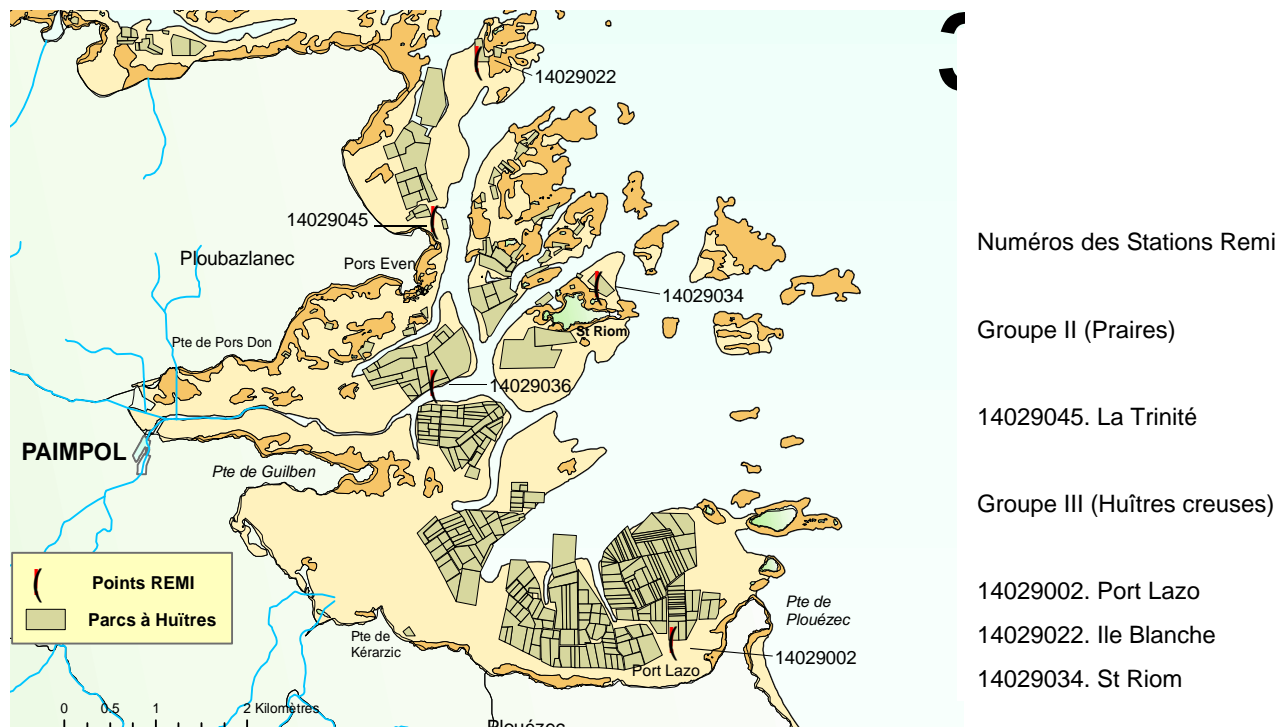 14029022
14029045
Ploubazlanec
Pors Even
14029034
St Riom
Pte de Pors Don
14029036
PAIMPOL
Pte de Guilben
Points REMI
Parcs à Huïtres
Pte de
Kérarzic
Pte de
Plouézec
14029002
Port Lazo
0 0.5 1 2 Kilomètres
Plouézec
Numéros des Stations Remi
Groupe II (Praires)
14029045. La Trinité
Groupe III (Huîtres creuses)
14029002. Port Lazo
14029022. Ile Blanche
14029034. St Riom